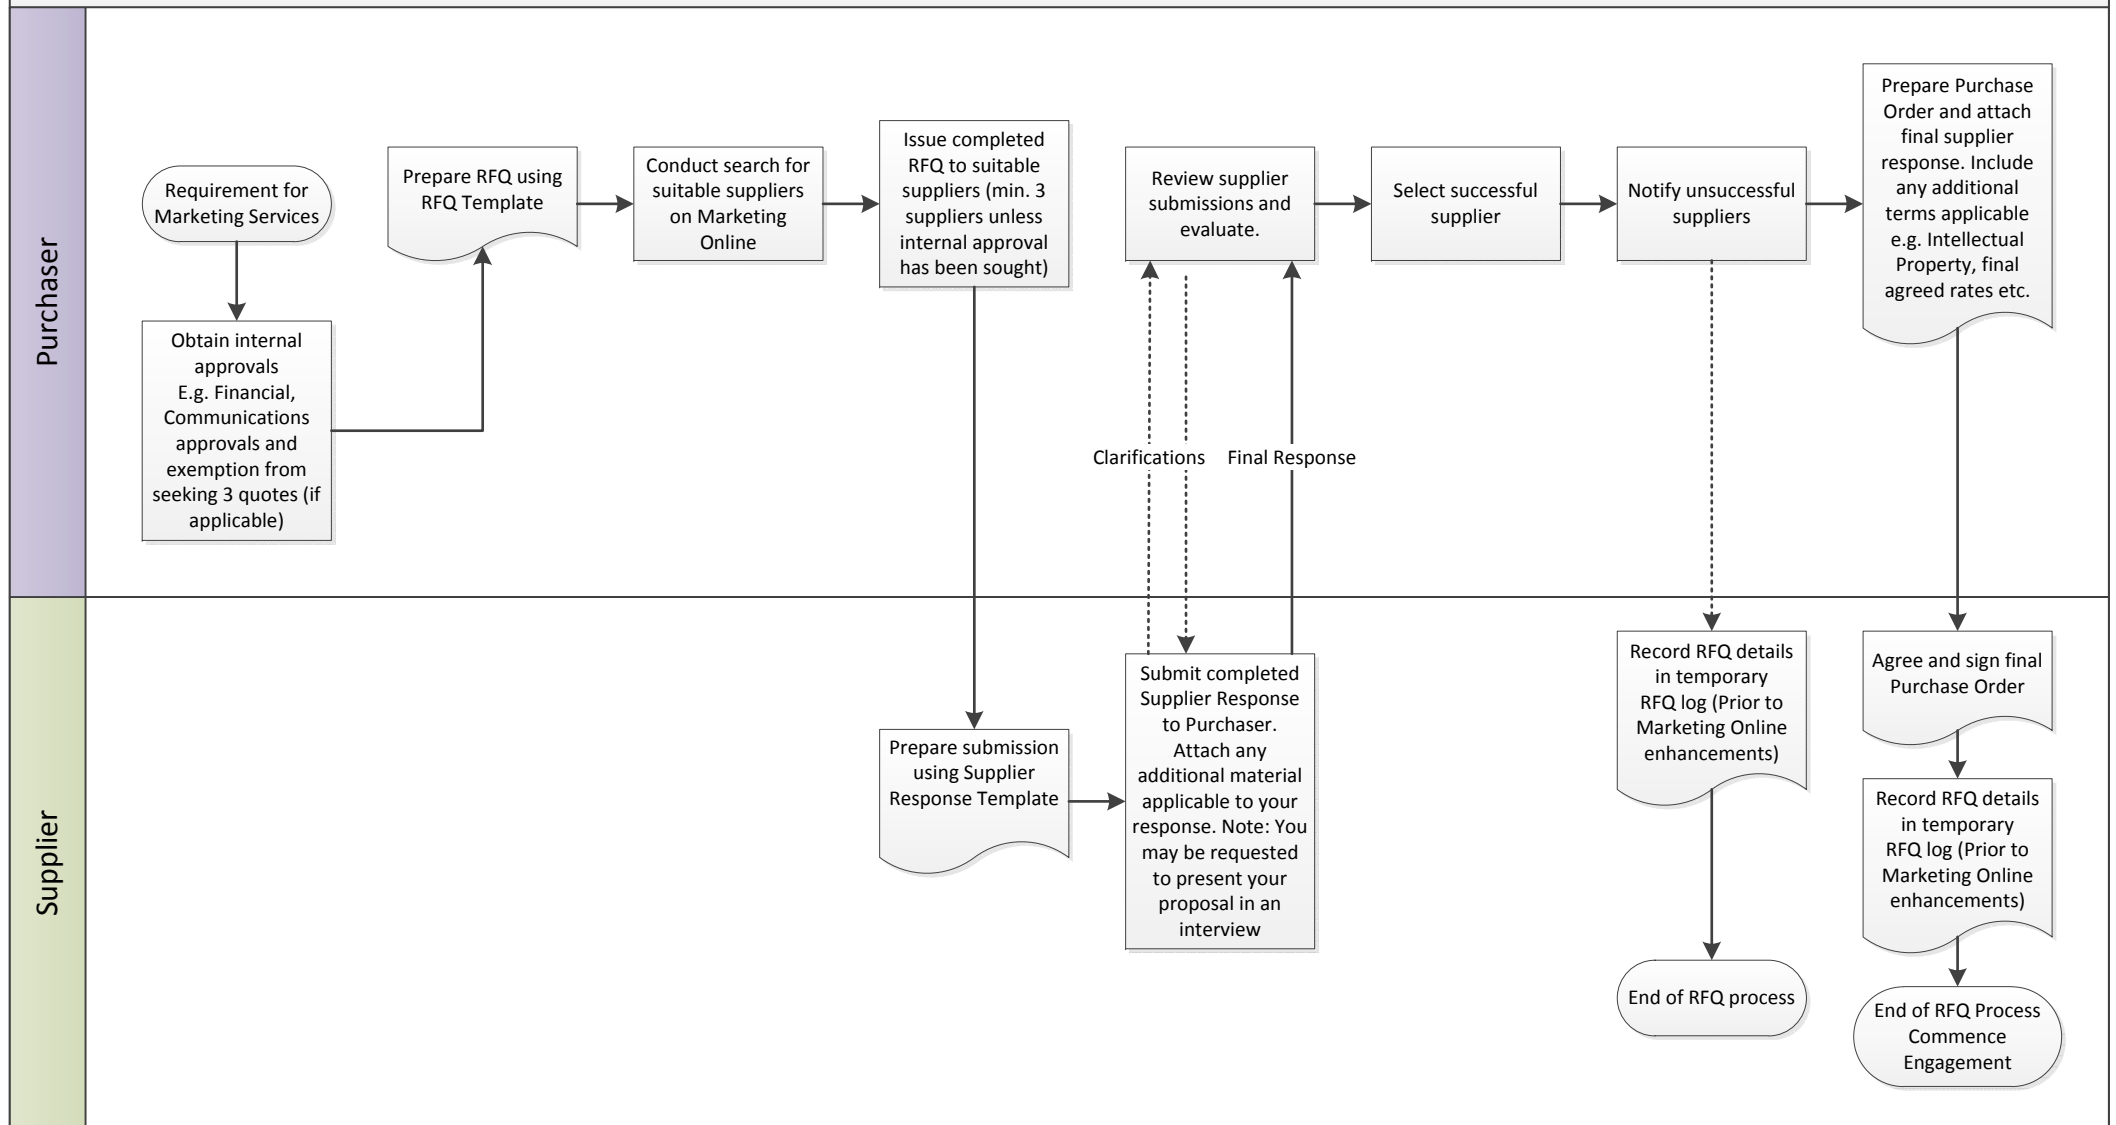 Purchaser
Requirement for
Marketing Services
Obtain internal
approvals
E.g. Financial,
Communications
approvals and
exemption from
seeking 3 quotes (if
applicable)
Prepare RFQ using
RFQ Template
Conduct search for
suitable suppliers
on Marketing
Online
Issue completed
RFQ to suitable
suppliers (min. 3
suppliers unless
internal approval
has been sought)
Review supplier
submissions and
evaluate.
Select successful
supplier
Notify unsuccessful
suppliers
Prepare Purchase
Order and attach
final supplier
response. Include
any additional
terms applicable
e.g. Intellectual
Property, final
agreed rates etc.
Clarifications
Final Response
Supplier
Prepare submission
using Supplier
Response Template
Submit completed
Supplier Response
to Purchaser.
Attach any
additional material
applicable to your
response. Note: You
may be requested
to present your
proposal in an
interview
Record RFQ details
in temporary
RFQ log (Prior to
Marketing Online
enhancements)
End of RFQ process
Agree and sign final
Purchase Order
Record RFQ details
in temporary
RFQ log (Prior to
Marketing Online
enhancements)
End of RFQ Process
Commence
Engagement